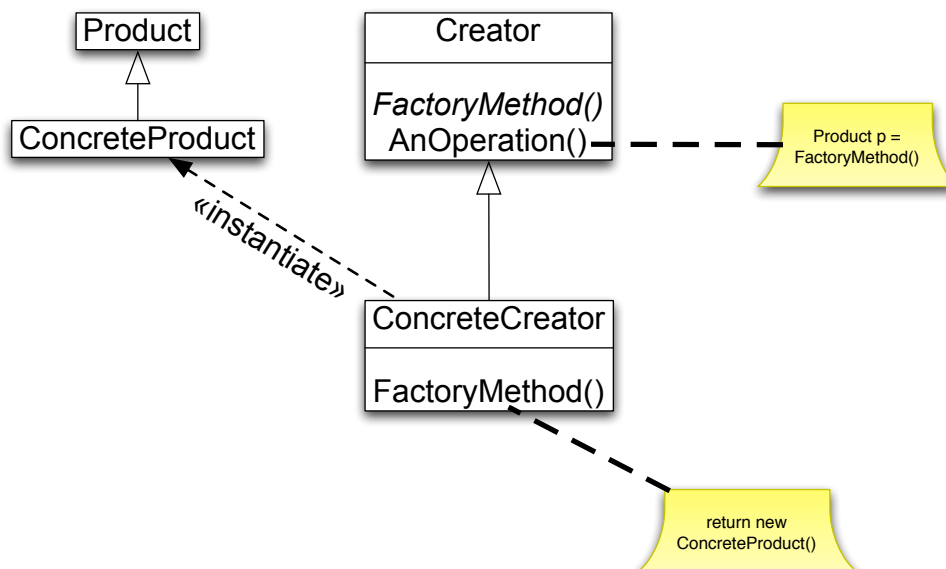 Product
ConcreteProduct
Creator
FactoryMethod()
AnOperation()
Product p =
FactoryMethod()
«instantiate»
ConcreteCreator
FactoryMethod()
return new
ConcreteProduct()